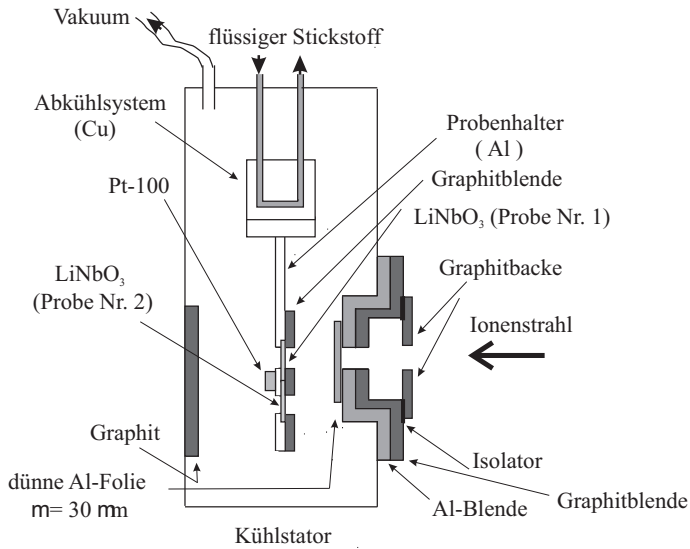 Vakuum
flüssiger Stickstoff
Abkühlsystem
(Cu)
Probenhalter
( Al )
Pt-100
Graphitblende
LiNbO3 (Probe Nr. 1)
LiNbO3
(Probe Nr. 2)
Graphitbacke
Ionenstrahl
Graphit
Isolator
dünne Al-Folie
m= 30 mm
Al-Blende
Graphitblende
Kühlstator